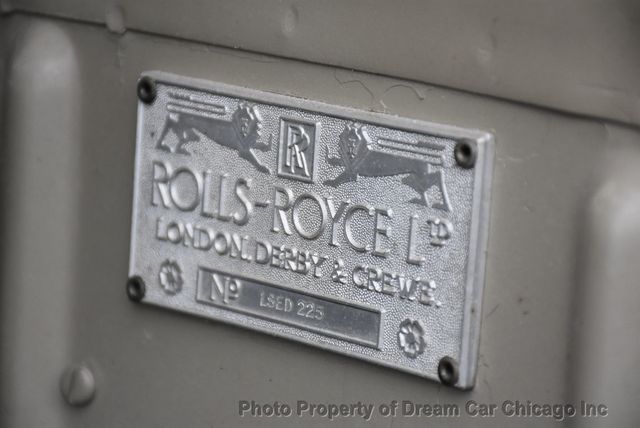 RR
ROLLS-ROYCE LTD
LONDON, DERBY & CREWE.
No LSED 225
Photo Property of Dream Car Chicago Inc